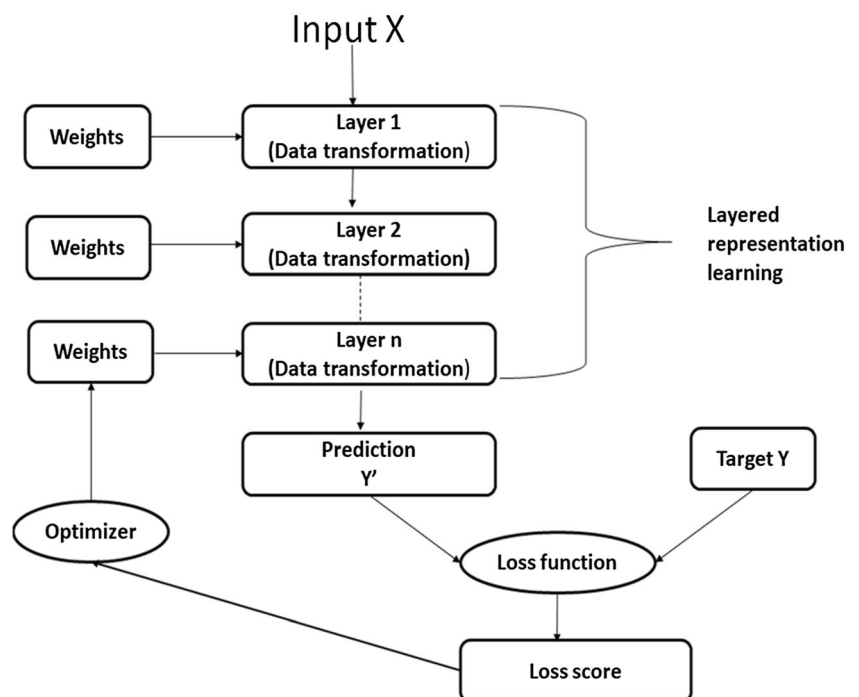 Input X
Weights
Layer 1
(Data transformation)
Weights
Layer 2
(Data transformation)
Layered
representation
learning
Weights
Layer n
(Data transformation)
Prediction
Y’
Target Y
Optimizer
Loss function
Loss score